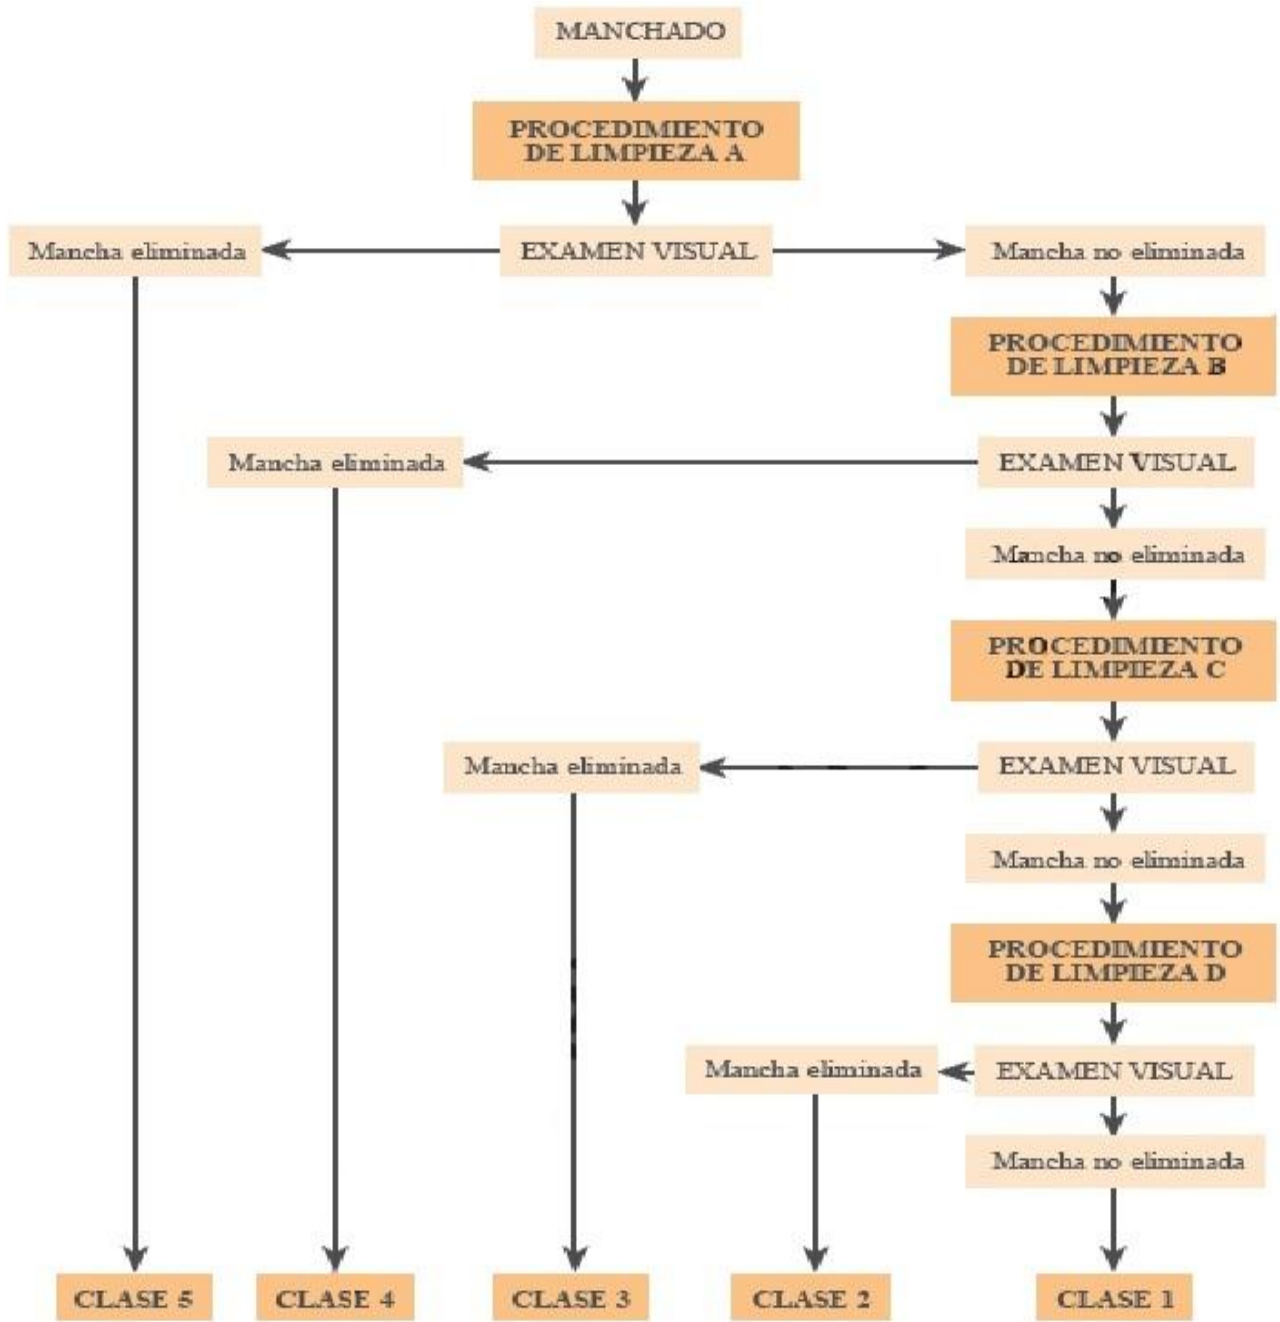 MANCHADO
PROCEDIMIENTO
DE LIMPIEZA A
Mancha eliminada
EXAMEN VISUAL
Mancha no eliminada
PROCEDIMIENTO
DE LIMPIEZA B
Mancha eliminada
EXAMEN VISUAL
Mancha no eliminada
PROCEDIMIENTO
DE LIMPIEZA C
Mancha eliminada
EXAMEN VISUAL
Mancha no eliminada
PROCEDIMIENTO
DE LIMPIEZA D
Mancha eliminada
EXAMEN VISUAL
Mancha no eliminada
CLASE 5
CLASE 4
CLASE 3
CLASE 2
CLASE 1